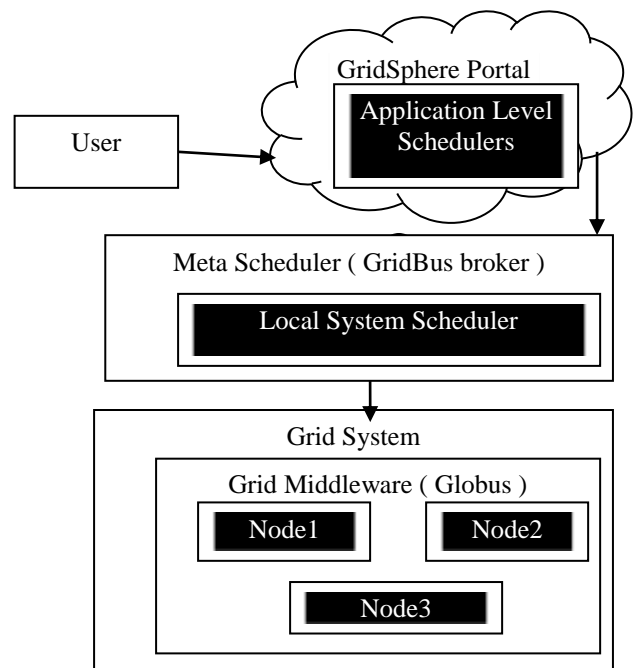 GridSphere Portal
Application Level
Schedulers
User
Meta Scheduler ( GridBus broker )
Local System Scheduler
Grid System
Grid Middleware ( Globus )
Node1
Node2
Node3